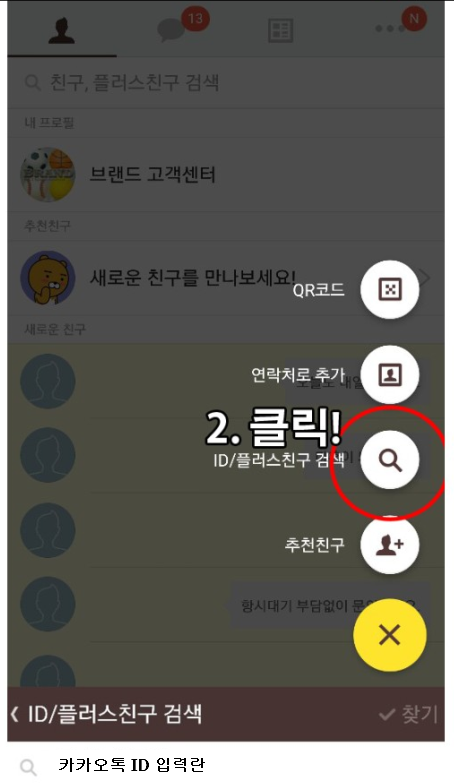 13
N
친구, 플러스친구 검색
내 프로필
브랜드 고객센터
추천친구
새로운 친구를 만나보세요!
QR코드
새로운 친구
연락처로 추가
2. 클릭!
ID/플러스친구 검색
추천친구
항시대기 부담없이
ID/플러스친구 검색
찾기
카카오톡 ID 입력란